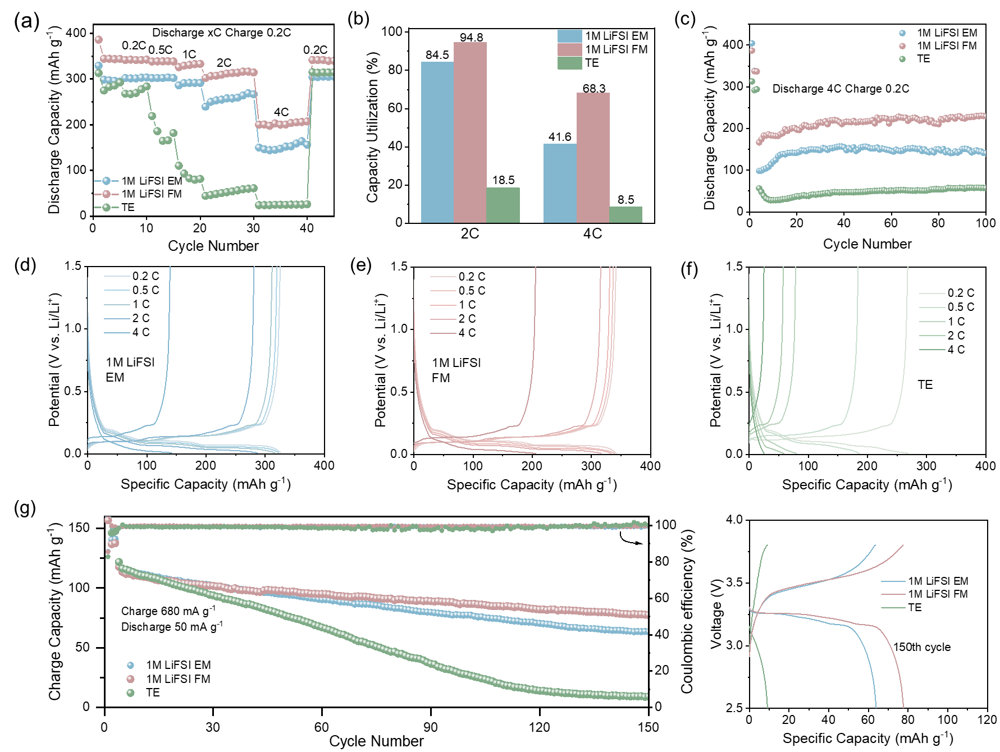 (a)
Discharge xC Charge 0.2C
0.2C
0.5C
1C
2C
4C
0.2C
1M LiFSI EM
1M LiFSI FM
TE
Discharge Capacity (mAh g⁻¹)
0
100
200
300
400
0 10 20 30 40
Cycle Number
(b)
1M LiFSI EM
1M LiFSI FM
TE
84.5
94.8
18.5
41.6
68.3
8.5
Capacity Utilization (%)
0
20
40
60
80
100
2C 4C
(c)
1M LiFSI EM
1M LiFSI FM
TE
Discharge 4C Charge 0.2C
Discharge Capacity (mAh g⁻¹)
0
100
200
300
400
0 20 40 60 80 100
Cycle Number
(d)
0.2 C
0.5 C
1 C
2 C
4 C
1M LiFSI
EM
Potential (V vs. Li/Li⁺)
0.0
0.5
1.0
1.5
0 100 200 300 400
Specific Capacity (mAh g⁻¹)
(e)
0.2 C
0.5 C
1 C
2 C
4 C
1M LiFSI
FM
Potential (V vs. Li/Li⁺)
0.0
0.5
1.0
1.5
0 100 200 300 400
Specific Capacity (mAh g⁻¹)
(f)
0.2 C
0.5 C
1 C
2 C
4 C
TE
Potential (V vs. Li/Li⁺)
0.0
0.5
1.0
1.5
0 100 200 300 400
Specific Capacity (mAh g⁻¹)
(g)
Charge 680 mA g⁻¹
Discharge 50 mA g⁻¹
1M LiFSI EM
1M LiFSI FM
TE
Charge Capacity (mAh g⁻¹)
0
50
100
150
Coulombic efficiency (%)
0
20
40
60
80
100
0 30 60 90 120 150
Cycle Number
1M LiFSI EM
1M LiFSI FM
TE
150th cycle
Voltage (V)
2.5
3.0
3.5
4.0
0 20 40 60 80 100 120
Specific Capacity (mAh g⁻¹)